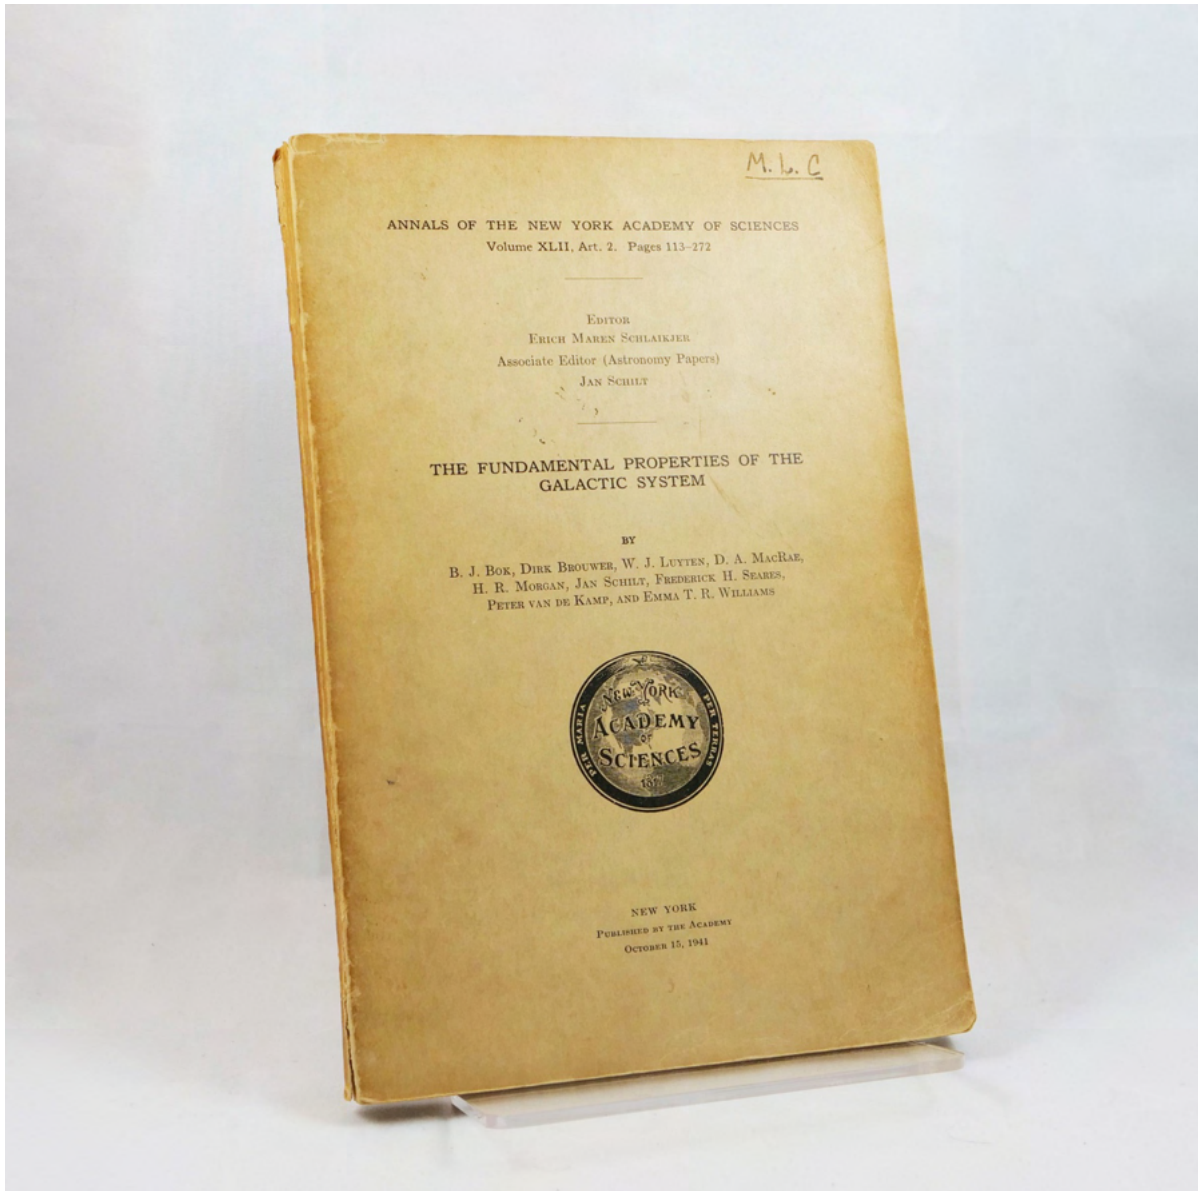 M. L. C
ANNALS OF THE NEW YORK ACADEMY OF SCIENCES
Volume XLII, Art. 2. Pages 113–272
EDITOR
ERICH MAREN SCHLAIKJER
Associate Editor (Astronomy Papers)
JAN SCHILT
THE FUNDAMENTAL PROPERTIES OF THE
GALACTIC SYSTEM
BY
B. J. BOK, DIRK BROUWER, W. J. LUYTEN, D. A. MACRAE,
H. R. MORGAN, JAN SCHILT, FREDERICK H. SEARES,
PETER VAN DE KAMP, AND EMMA T. R. WILLIAMS
NEW YORK
ACADEMY
OF
SCIENCES
PER MARIA
PER TERRAS
NEW YORK
PUBLISHED BY THE ACADEMY
OCTOBER 15, 1941